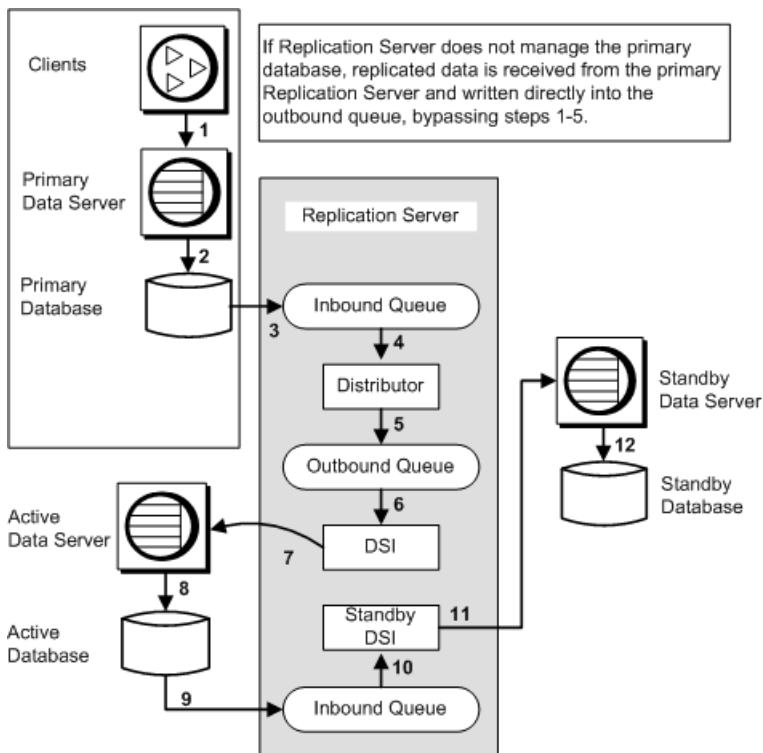 Clients
If Replication Server does not manage the primary
database, replicated data is received from the primary
Replication Server and written directly into the
outbound queue, bypassing steps 1-5.
1
Primary
Data Server
2
Replication Server
Primary
Database
3
Inbound Queue
4
Distributor
5
Outbound Queue
6
DSI
7
Active
Data Server
8
Active
Database
9
Standby
DSI
10
Inbound Queue
11
Standby
Data Server
12
Standby
Database